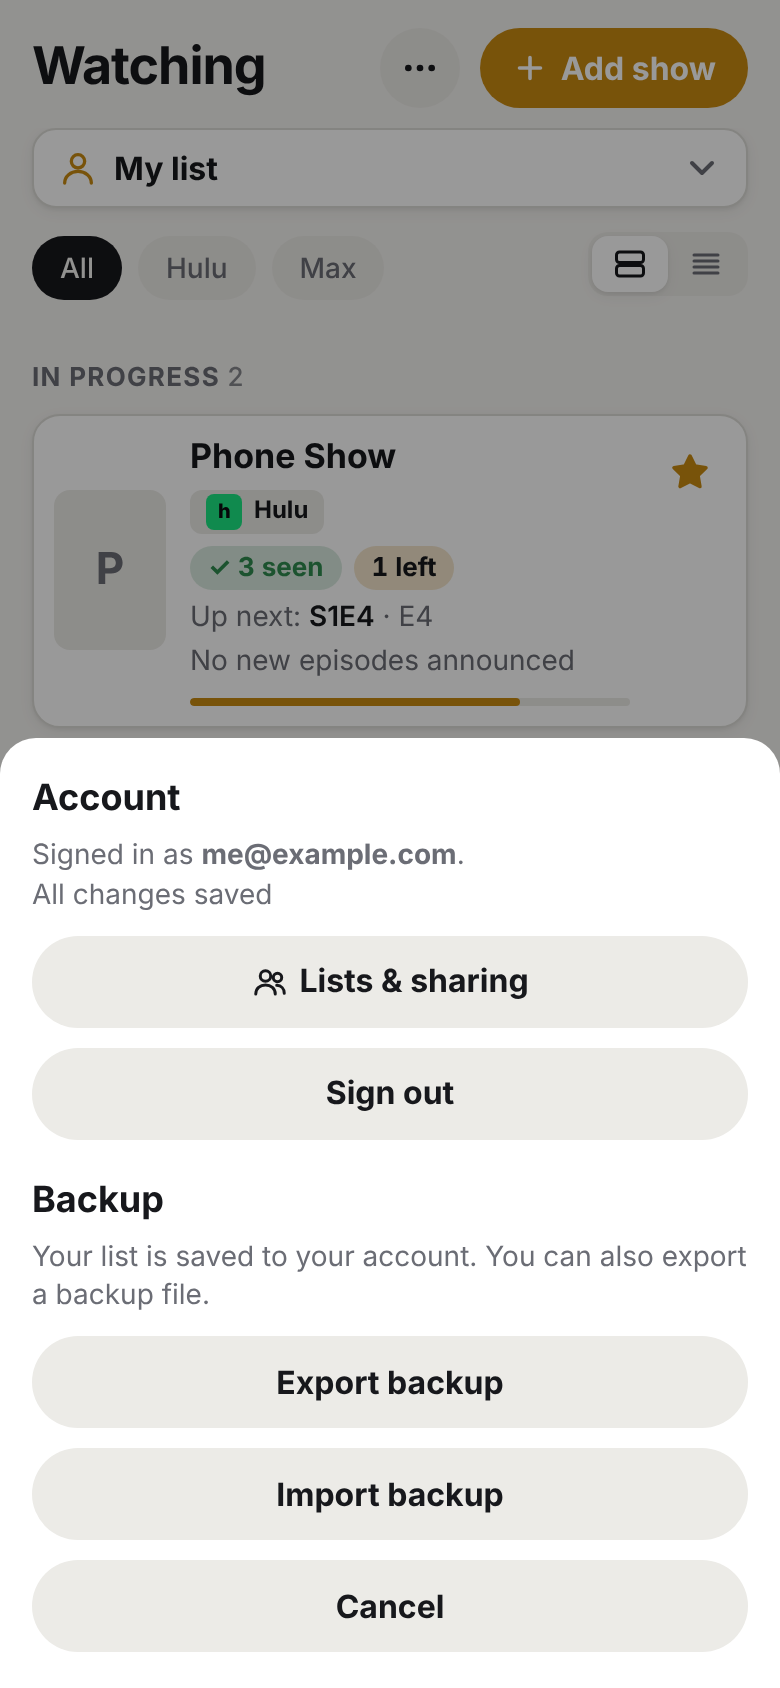 Watching
Add show
My list
All
Hulu
Max
IN PROGRESS 2
Phone Show
h Hulu
3 seen
1 left
Up next: S1E4 · E4
No new episodes announced
P
Account
Signed in as me@example.com.
All changes saved
Lists & sharing
Sign out
Backup
Your list is saved to your account. You can also export
a backup file.
Export backup
Import backup
Cancel